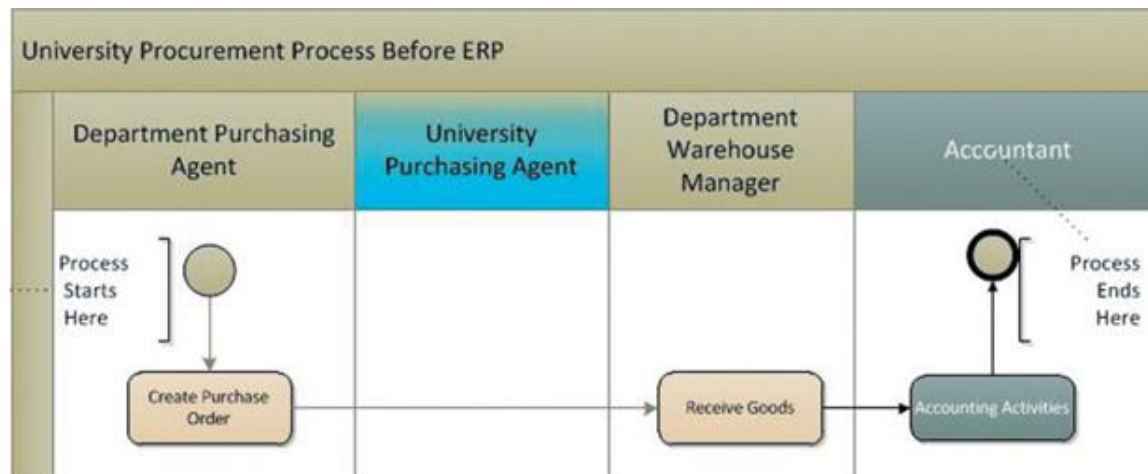 University Procurement Process Before ERP
Department Purchasing
Agent
University
Purchasing Agent
Department
Warehouse
Manager
Accountant
Process
Starts
Here
Process
Ends
Here
Create Purchase
Order
Receive Goods
Accounting Activities